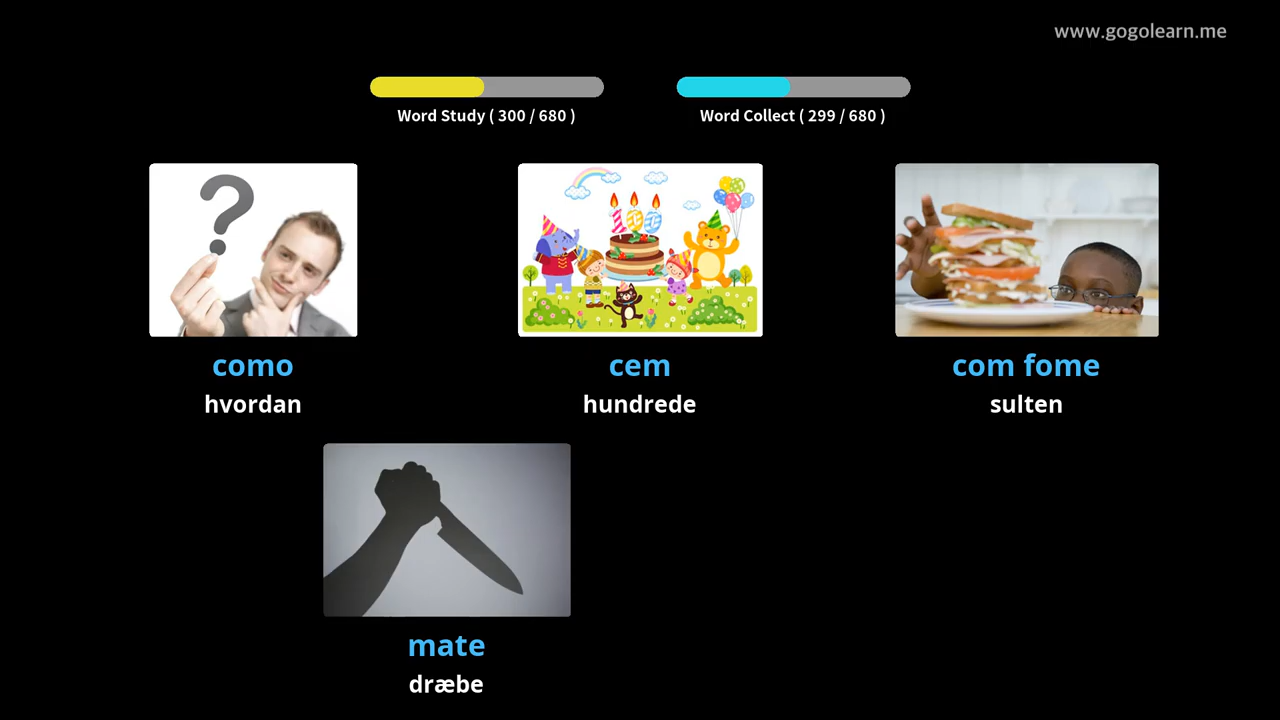 www.gogolearn.me
Word Study ( 300 / 680 )
Word Collect ( 299 / 680 )
como
hvordan
cem
hundrede
com fome
sulten
mate
dræbe